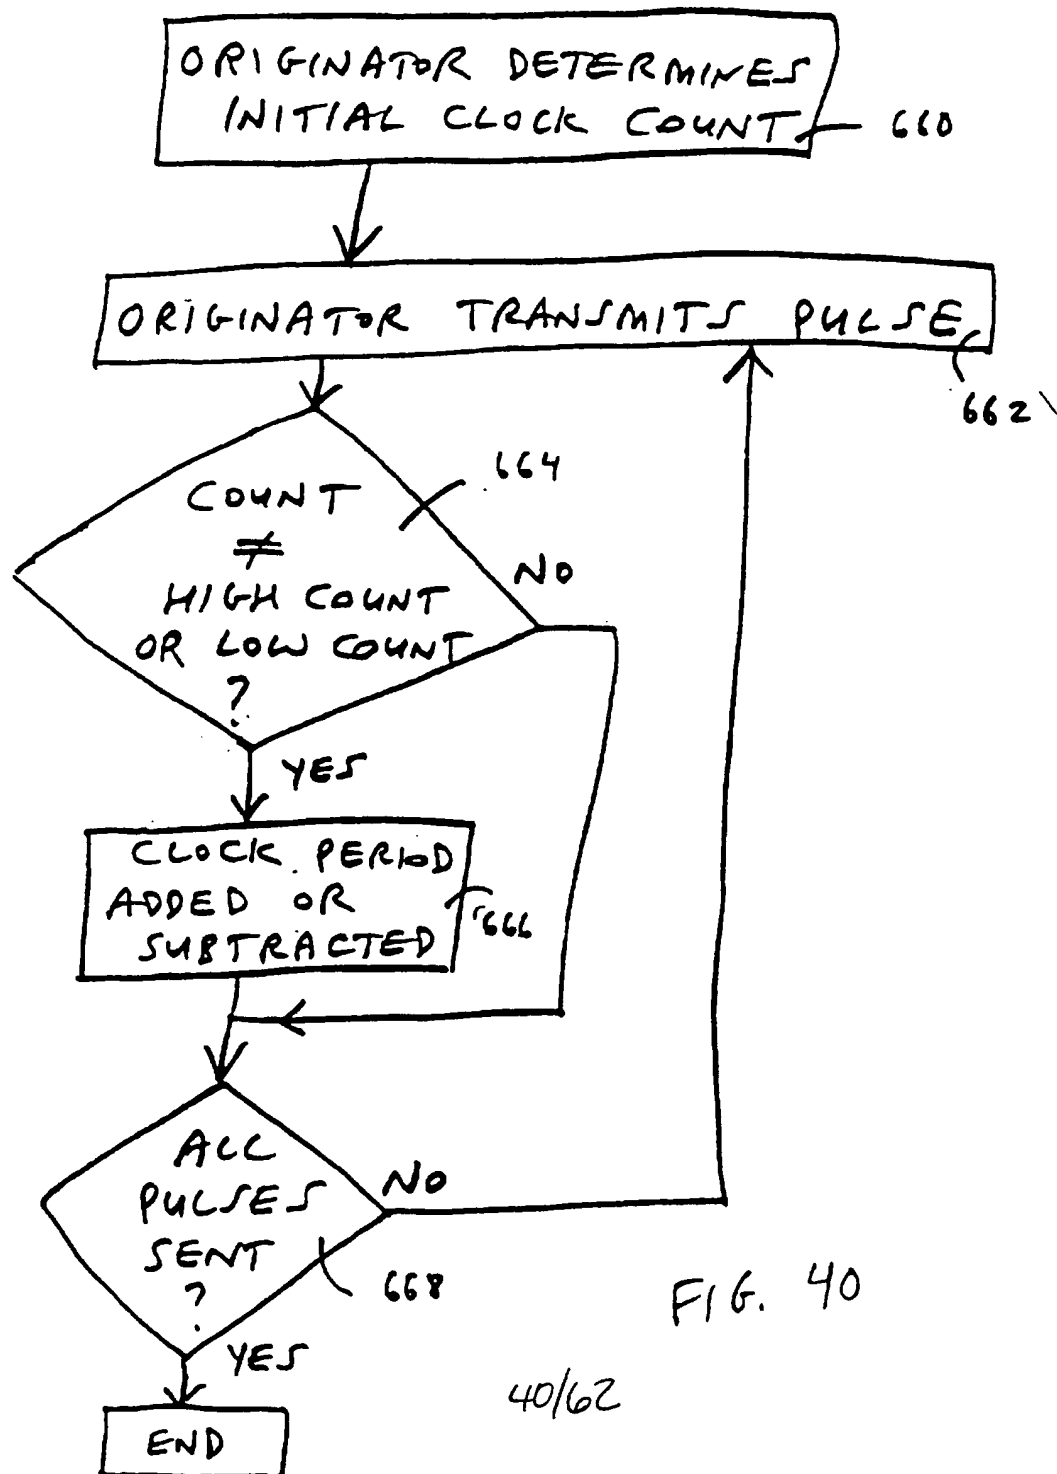 ORIGINATOR DETERMINES
INITIAL CLOCK COUNT
660
ORIGINATOR TRANSMITS PULSE
662
664
COUNT
≠
HIGH COUNT
OR LOW COUNT
?
NO
YES
CLOCK PERIOD
ADDED OR
SUBTRACTED
666
ALL
PULSES
SENT
?
NO
668
YES
END
FIG. 40
40/62